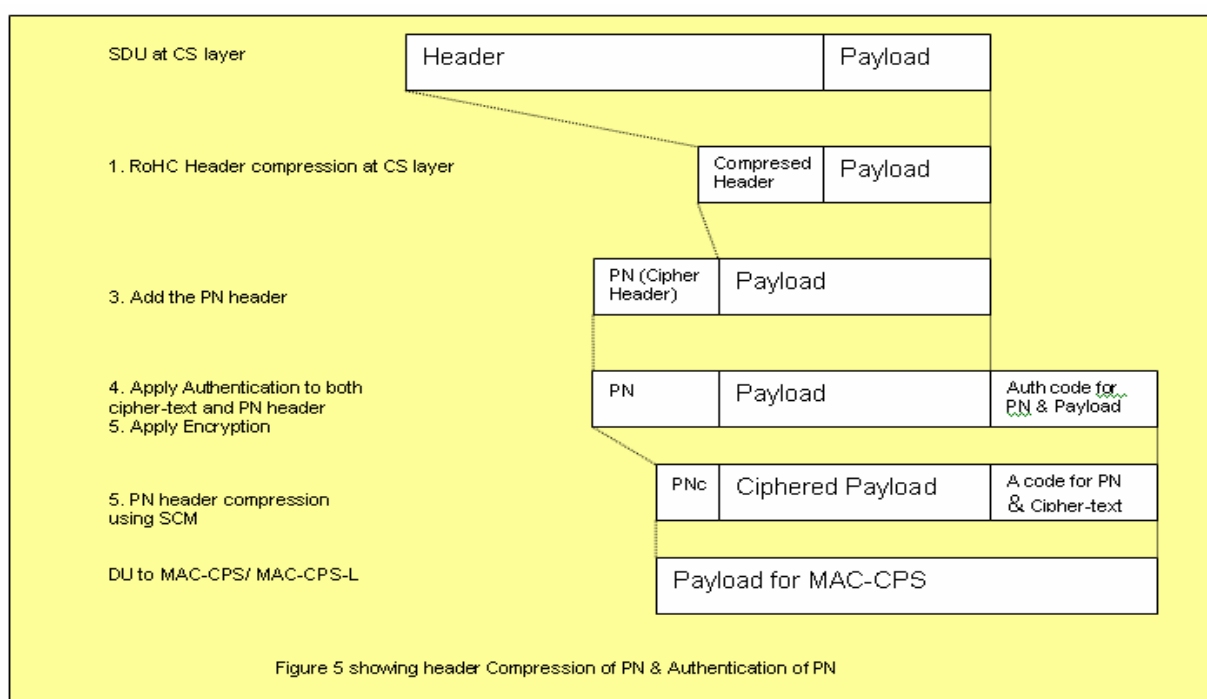 SDU at CS layer
Header
Payload
1. RoHC Header compression at CS layer
Compresed
Header
Payload
3. Add the PN header
PN (Cipher
Header)
Payload
4. Apply Authentication to both
cipher-text and PN header
5. Apply Encryption
PN
Payload
Auth code for
PN & Payload
5. PN header compression
using SCM
PNc
Ciphered Payload
A code for PN
& Cipher-text
DU to MAC-CPS/ MAC-CPS-L
Payload for MAC-CPS
Figure 5 showing header Compression of PN & Authentication of PN